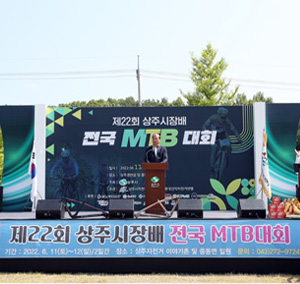 제22회 상주시장배
전국 MTB 대회
제22회 상주시장배 전국 MTB대회
기간 : 2022. 6. 11(토)~12(일)/2일간 장소 : 상주자전거 이야기촌 및 중동면 일원